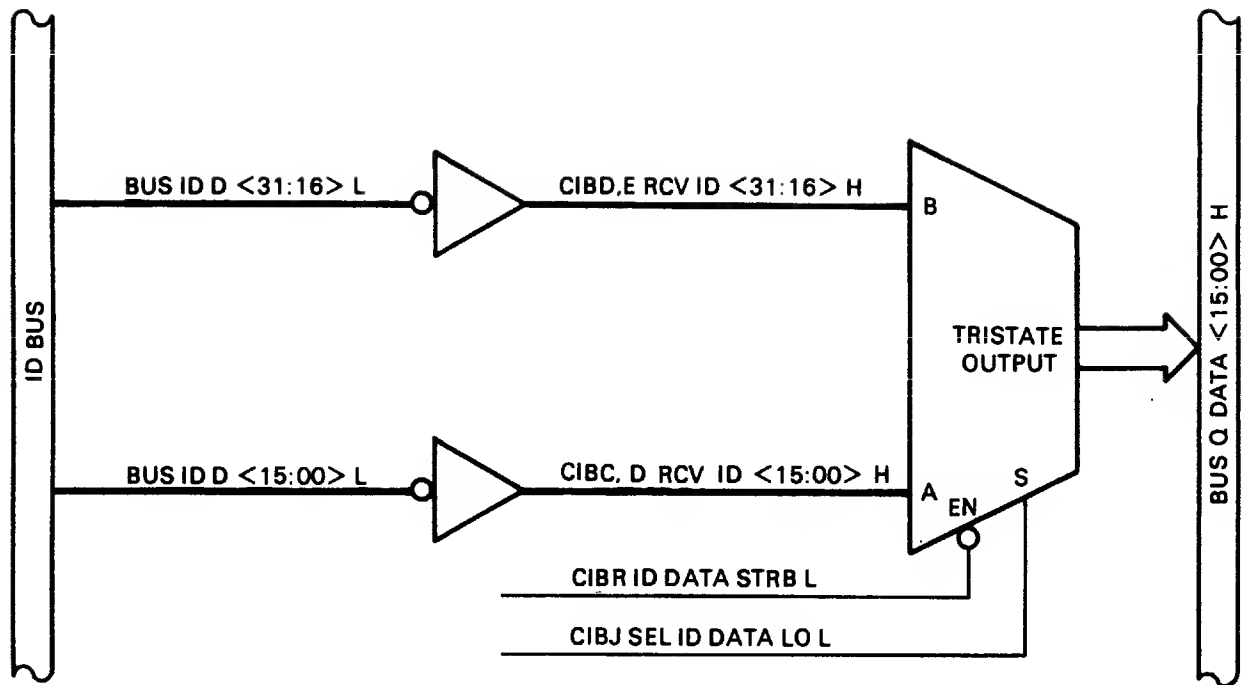 BUS ID D <31:16> L
CIBD,E RCV ID <31:16> H
B
ID BUS
TRISTATE
OUTPUT
BUS Q DATA <15:00> H
BUS ID D <15:00> L
CIBC, D RCV ID <15:00> H
A
S
EN
CIBR ID DATA STRB L
CIBJ SEL ID DATA LO L